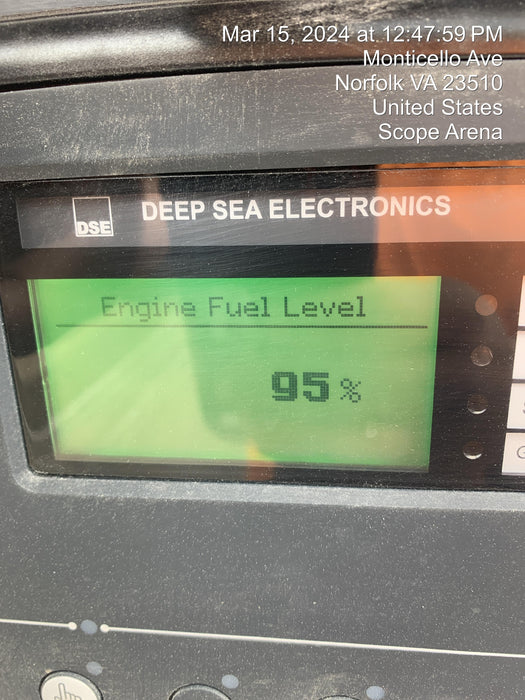 Mar 15, 2024 at 12:47:59 PM
Monticello Ave
Norfolk VA 23510
United States
Scope Arena
DSE DEEP SEA ELECTRONICS
Engine Fuel Level
95 %